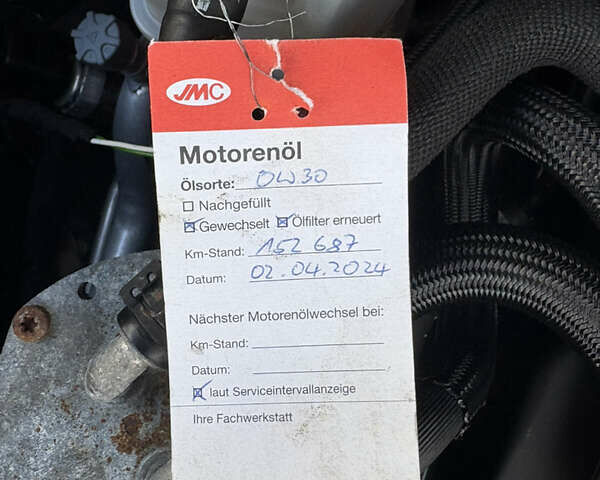 JMC
Motorenöl
Ölsorte: 0W30
Nachgefüllt
Gewechselt Ölfilter erneuert
Km-Stand: 152 687
Datum: 02.04.2024
Nächster Motorenölwechsel bei:
Km-Stand:
Datum:
laut Serviceintervallanzeige
Ihre Fachwerkstatt